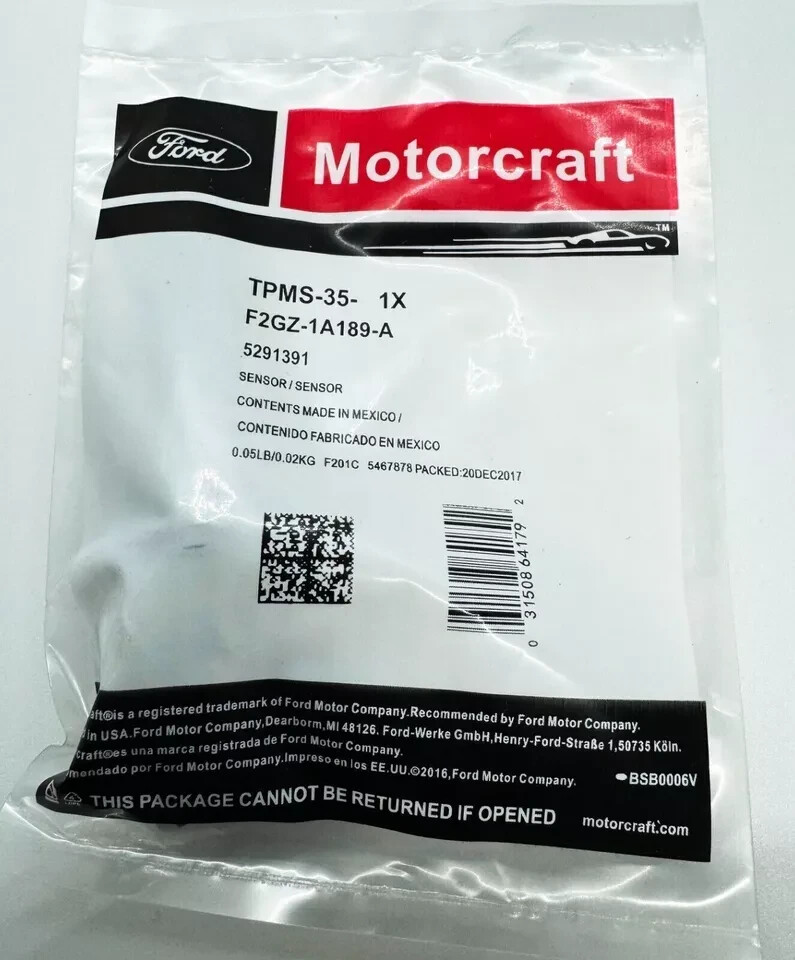 Ford
Motorcraft
TM
TPMS-35- 1X
F2GZ-1A189-A
5291391
SENSOR / SENSOR
CONTENTS MADE IN MEXICO /
CONTENIDO FABRICADO EN MEXICO
0.05LB/0.02KG F201C 5467878 PACKED:20DEC2017
0 31508 64179 2
aft®is a registered trademark of Ford Motor Company.Recommended by Ford Motor Company.
in USA.Ford Motor Company,Dearborm,MI 48126. Ford-Werke GmbH,Henry-Ford-Straße 1,50735 Köln.
craft®es una marca registrada de Ford Motor Company.
mendado por Ford Motor Company.Impreso en los EE.UU.©2016,Ford Motor Company.
BSB0006V
THIS PACKAGE CANNOT BE RETURNED IF OPENED
motorcraft.com